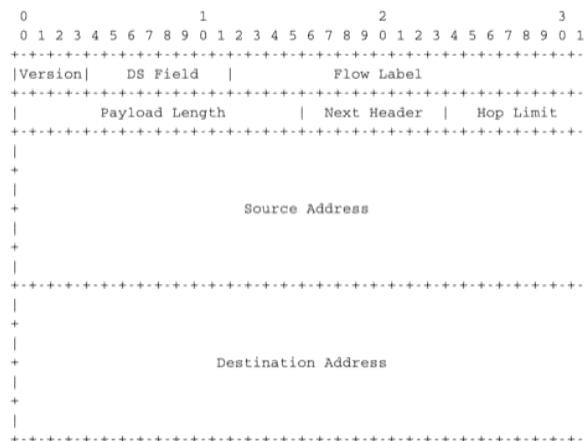 0 1 2 3
0 1 2 3 4 5 6 7 8 9 0 1 2 3 4 5 6 7 8 9 0 1 2 3 4 5 6 7 8 9 0 1
+-+-+-+-+-+-+-+-+-+-+-+-+-+-+-+-+-+-+-+-+-+-+-+-+-+-+-+-+-+-+-+-
|Version| DS Field | Flow Label
+-+-+-+-+-+-+-+-+-+-+-+-+-+-+-+-+-+-+-+-+-+-+-+-+-+-+-+-+-+-+-+-
| Payload Length | Next Header | Hop Limit
+-+-+-+-+-+-+-+-+-+-+-+-+-+-+-+-+-+-+-+-+-+-+-+-+-+-+-+-+-+-+-+-
|
+
|
+ Source Address
|
+
|
+-+-+-+-+-+-+-+-+-+-+-+-+-+-+-+-+-+-+-+-+-+-+-+-+-+-+-+-+-+-+-+-
|
+
|
+ Destination Address
|
+
|
+-+-+-+-+-+-+-+-+-+-+-+-+-+-+-+-+-+-+-+-+-+-+-+-+-+-+-+-+-+-+-+-